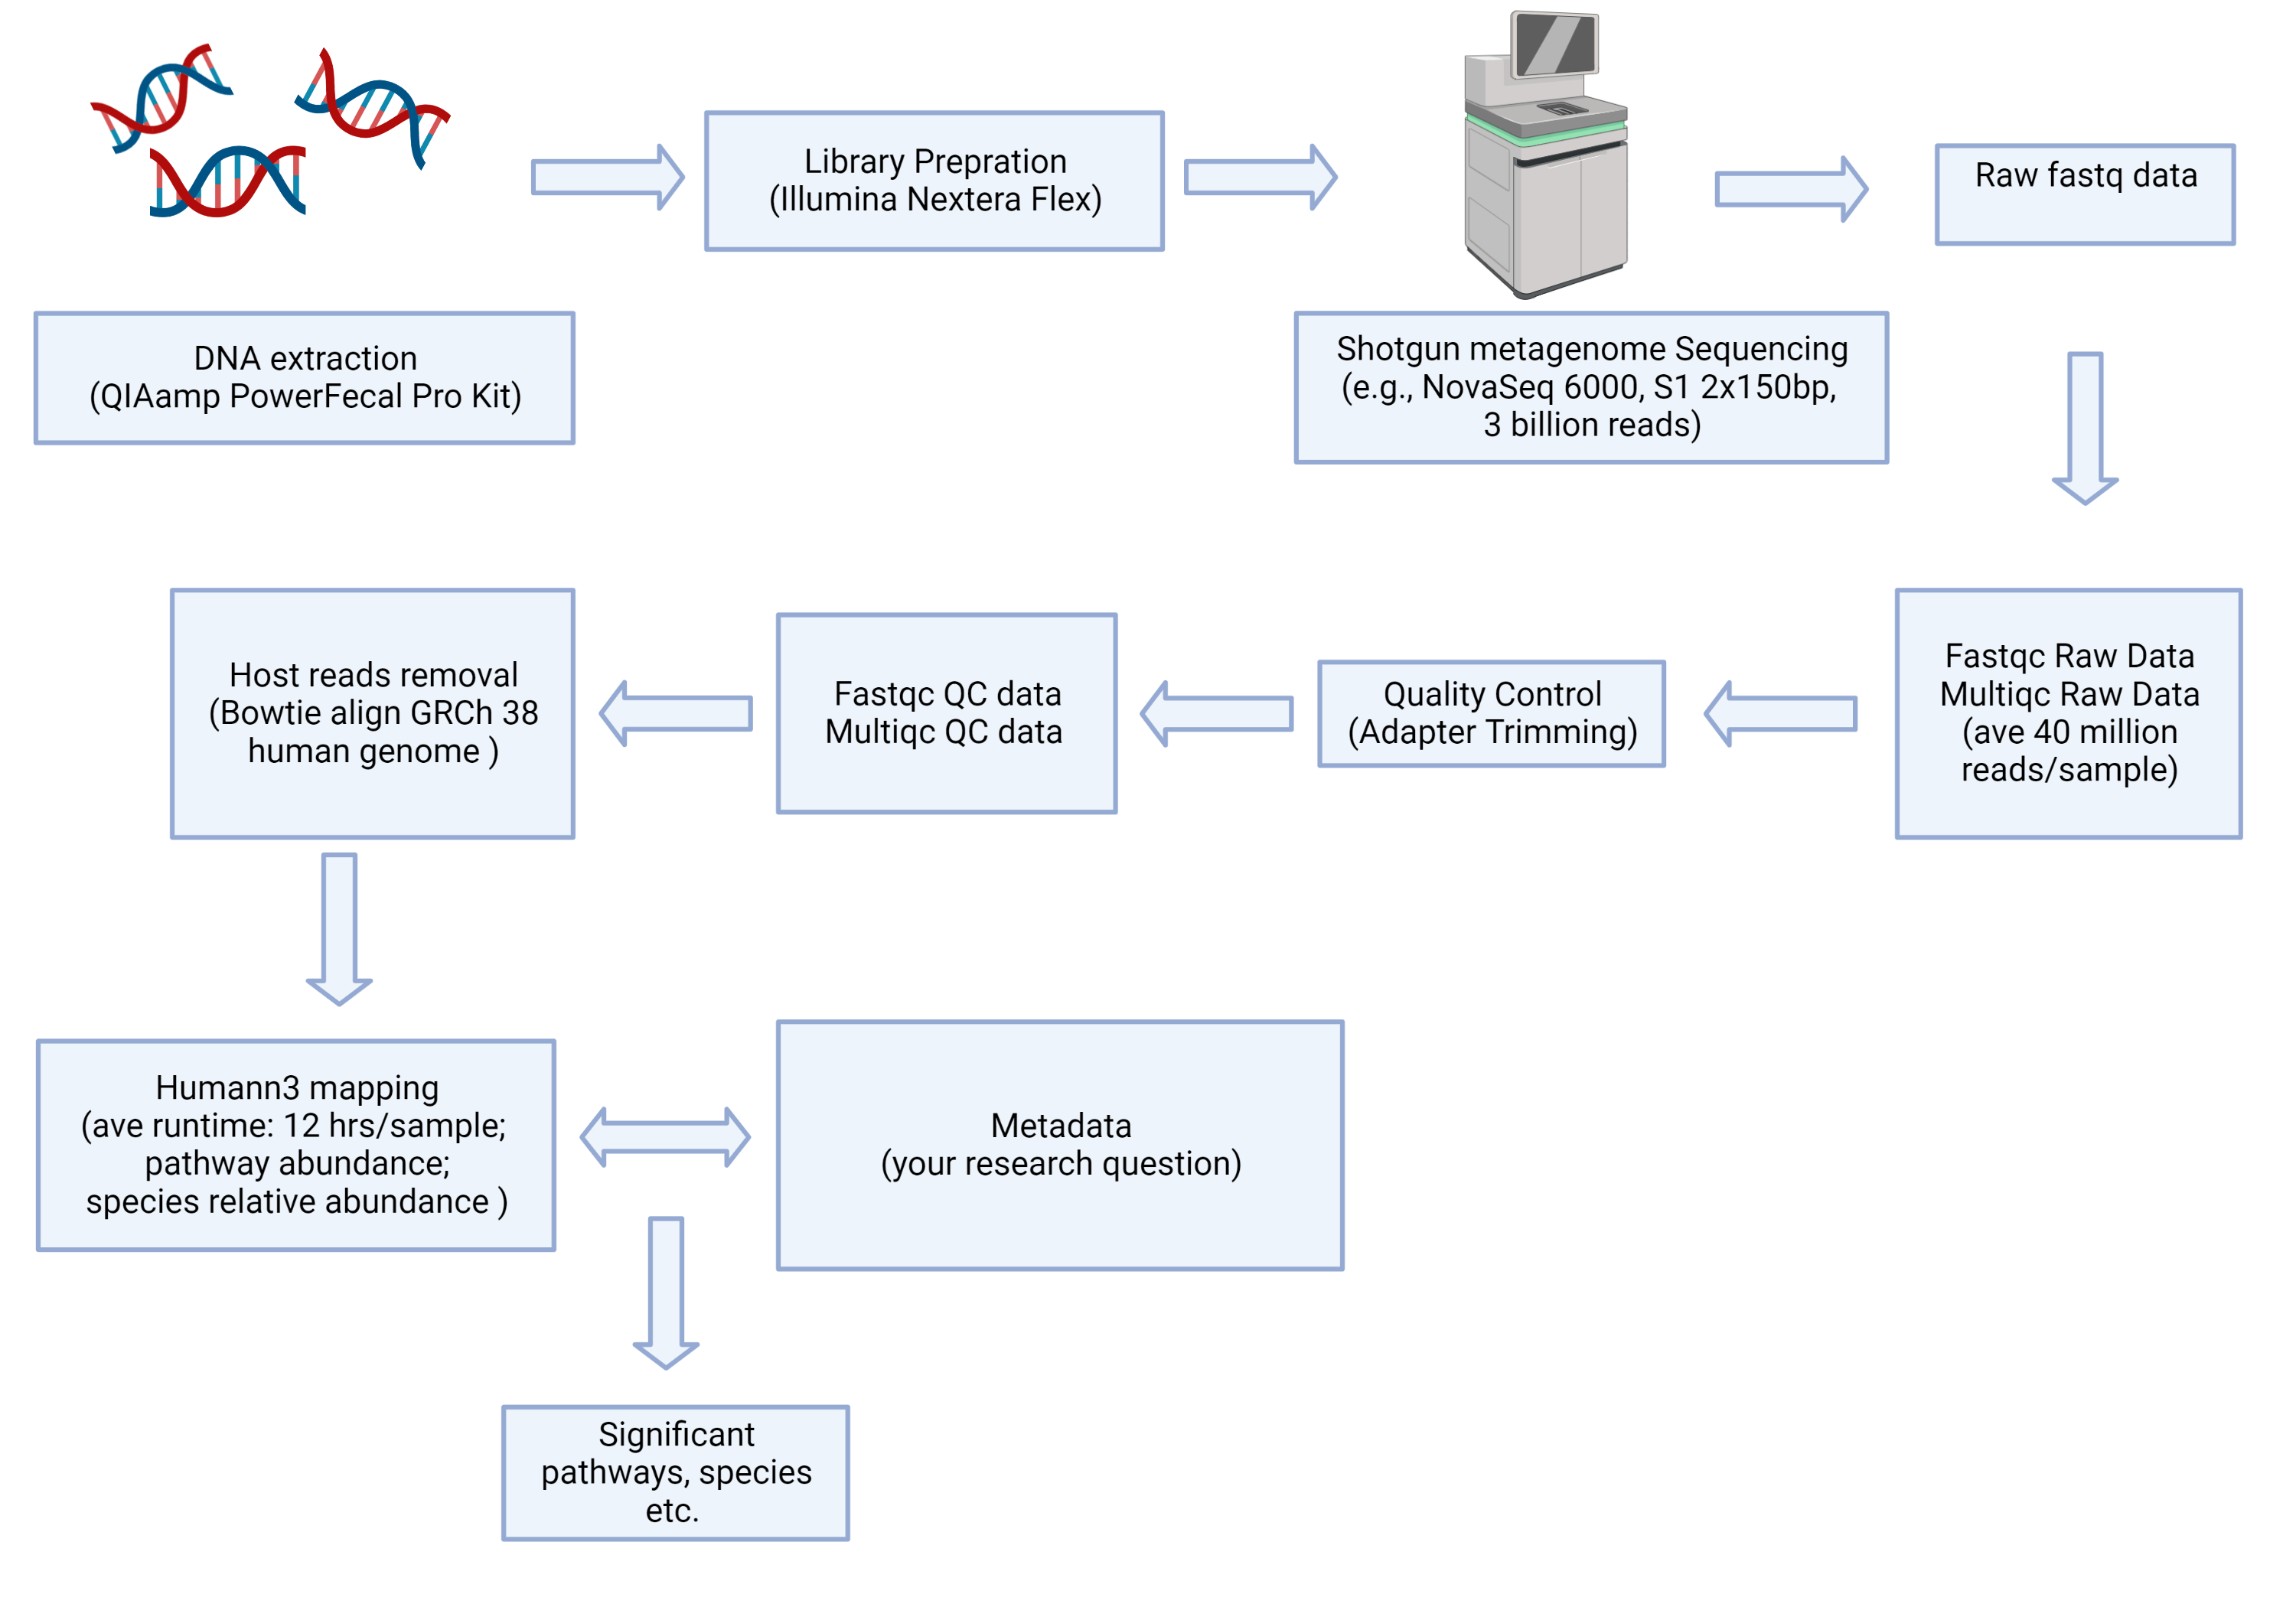 Library Prepration
(Illumina Nextera Flex)
Raw fastq data
DNA extraction
(QIAamp PowerFecal Pro Kit)
Shotgun metagenome Sequencing
(e.g., NovaSeq 6000, S1 2x150bp,
3 billion reads)
Fastqc Raw Data
Multiqc Raw Data
(ave 40 million
reads/sample)
Quality Control
(Adapter Trimming)
Fastqc QC data
Multiqc QC data
Host reads removal
(Bowtie align GRCh 38
human genome )
Humann3 mapping
(ave runtime: 12 hrs/sample;
pathway abundance;
species relative abundance )
Metadata
(your research question)
Significant
pathways, species
etc.